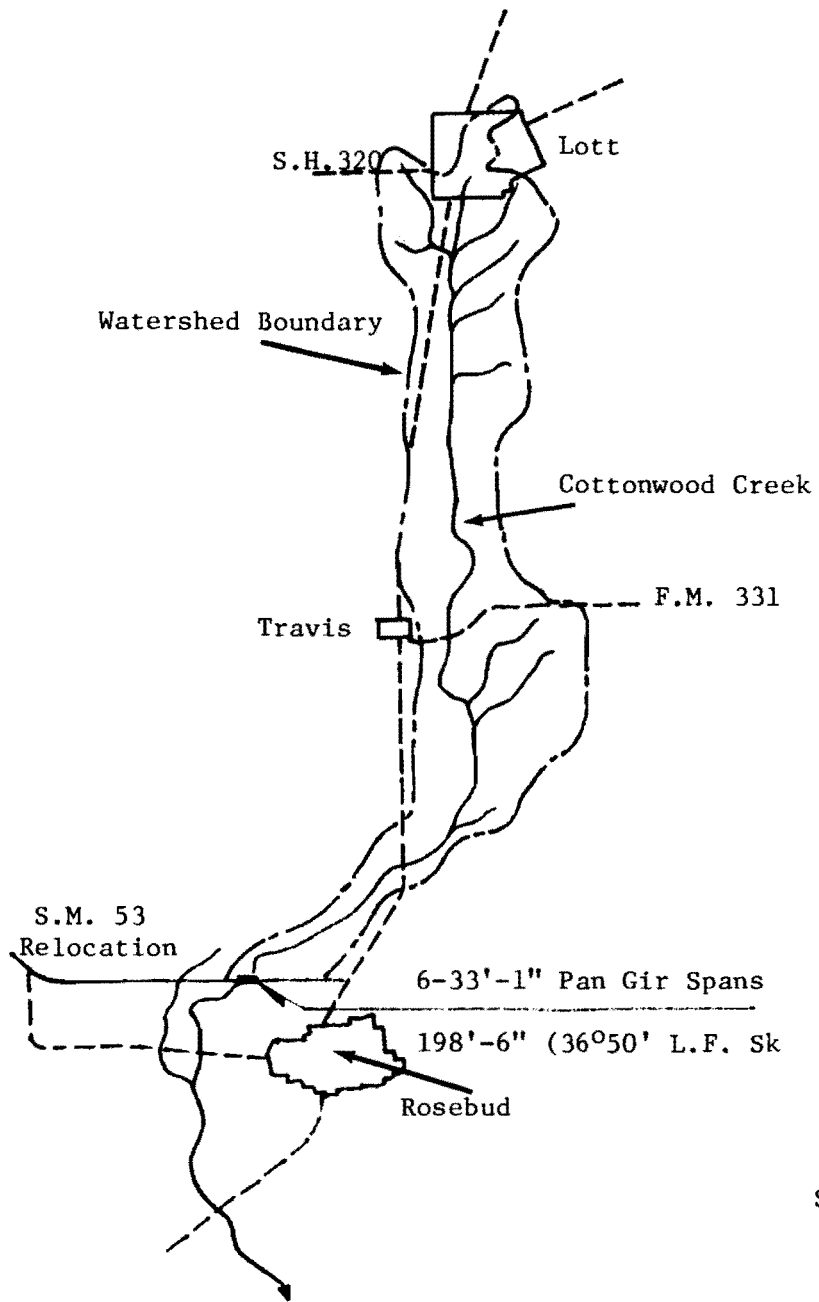 Lott
S.H.320
Watershed Boundary
Cottonwood Creek
F.M. 331
Travis
S.M. 53
Relocation
6-33'-1" Pan Gir Spans
198'-6" (36°50' L.F. Sk
Rosebud
S